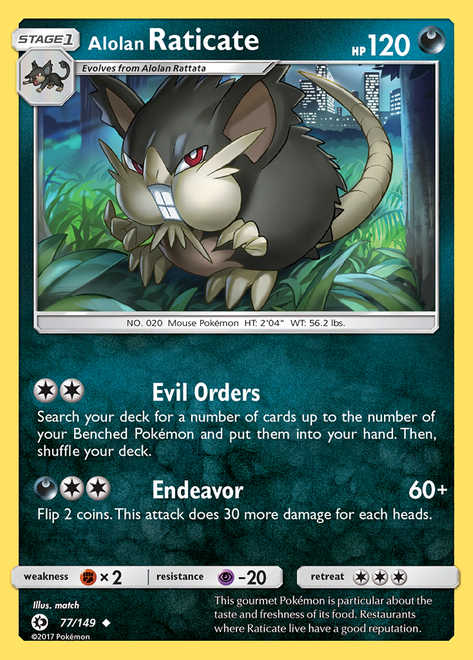 STAGE 1
Alolan Raticate
HP 120
Evolves from Alolan Rattata
NO. 020 Mouse Pokémon HT: 2'04" WT: 56.2 lbs.
Evil Orders
Search your deck for a number of cards up to the number of
your Benched Pokémon and put them into your hand. Then,
shuffle your deck.
Endeavor 60+
Flip 2 coins. This attack does 30 more damage for each heads.
weakness × 2 resistance -20 retreat
Illus. match
77/149
©2017 Pokémon
This gourmet Pokémon is particular about the
taste and freshness of its food. Restaurants
where Raticate live have a good reputation.